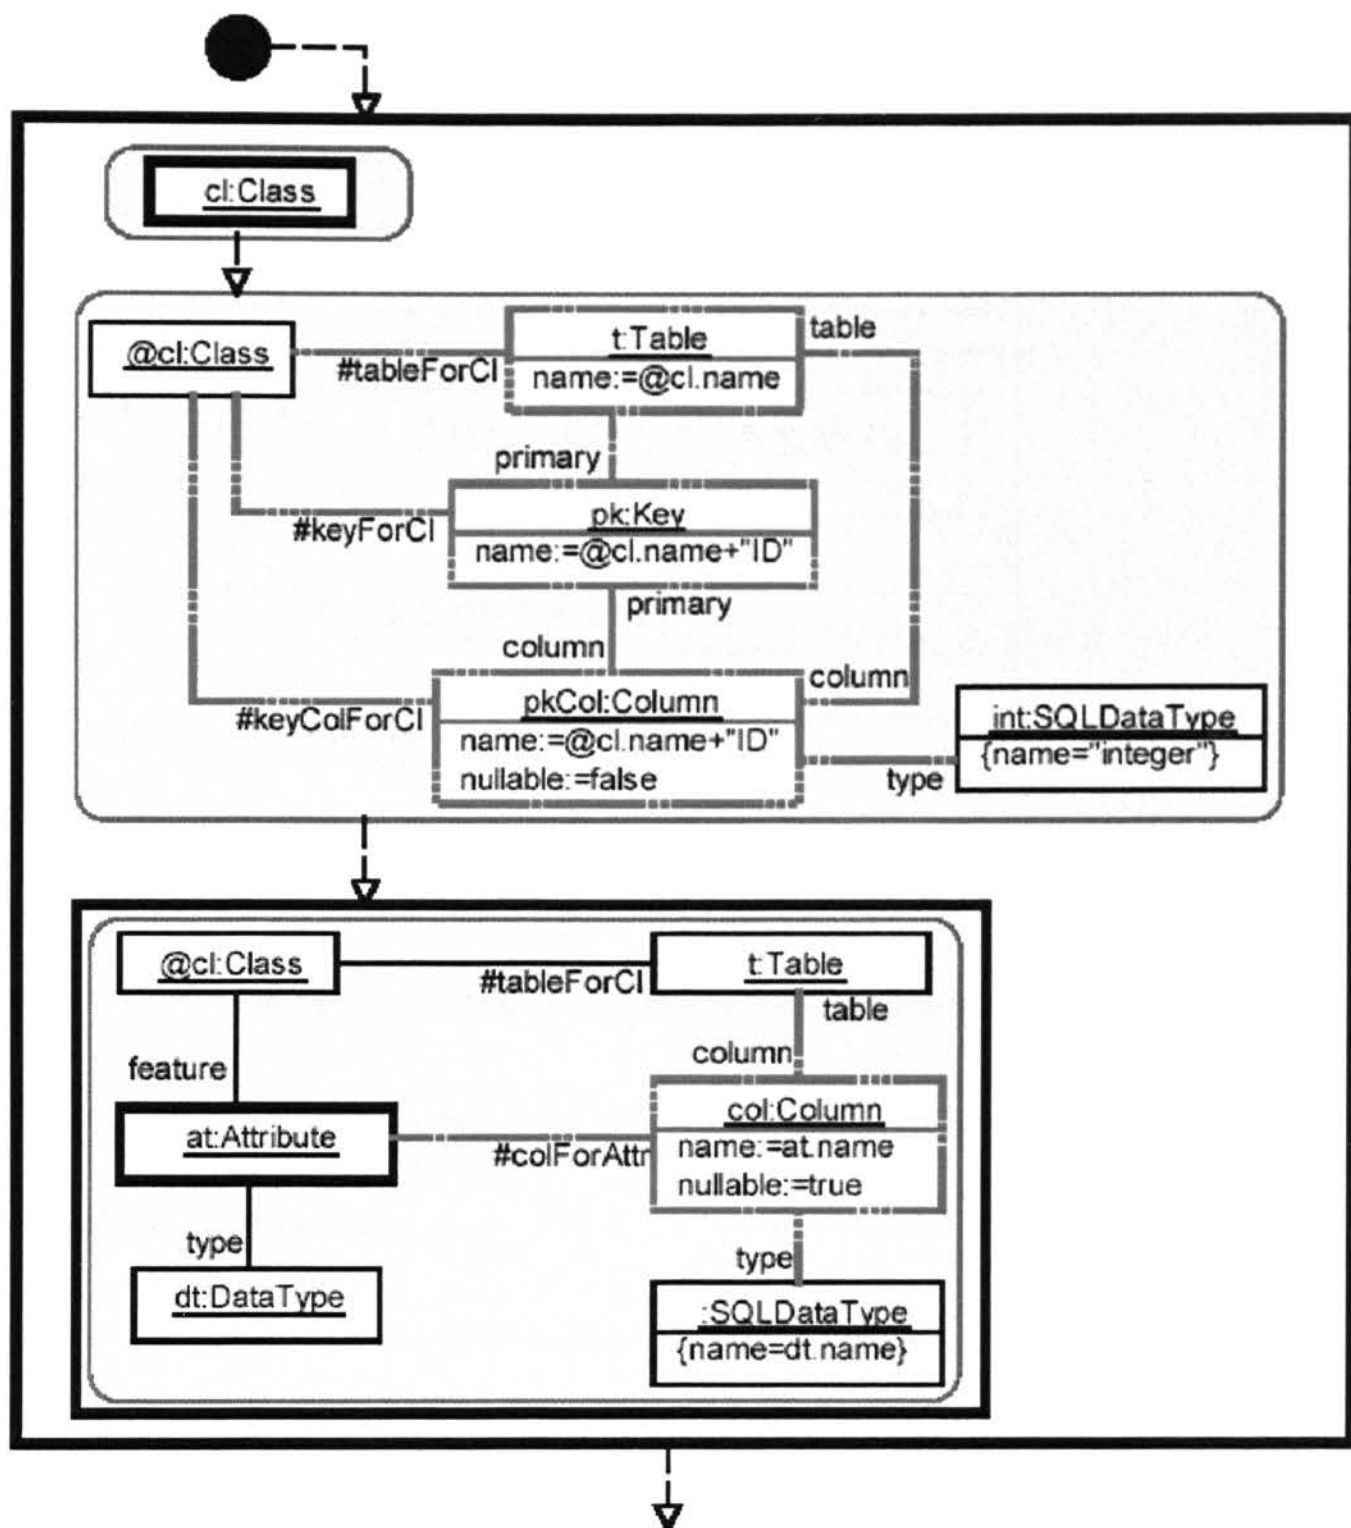 cl:Class
@cl:Class
#tableForCl
t:Table
name:=@cl.name
table
primary
#keyForCl
pk:Key
name:=@cl.name+"ID"
primary
column
#keyColForCl
pkCol:Column
name:=@cl.name+"ID"
nullable:=false
column
type
int:SQLDataType
{name="integer"}
@cl:Class
#tableForCl
t:Table
table
feature
column
at:Attribute
#colForAttr
col:Column
name:=at.name
nullable:=true
type
type
dt:DataType
:SQLDataType
{name=dt.name}